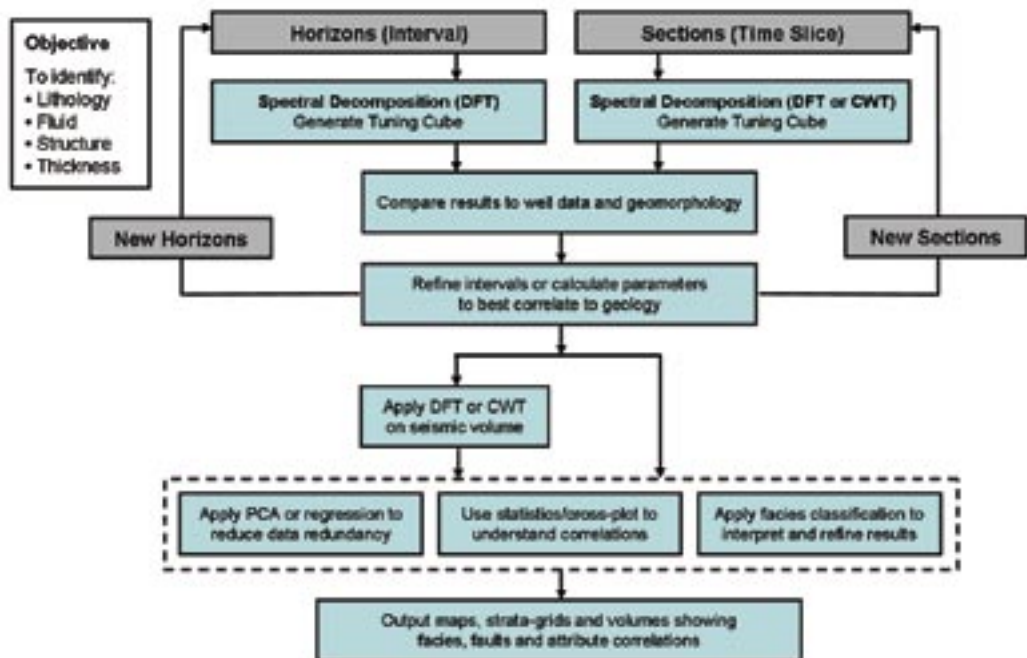 Objective
To identify:
• Lithology
• Fluid
• Structure
• Thickness
Horizons (Interval)
Sections (Time Slice)
Spectral Decomposition (DFT)
Generate Tuning Cube
Spectral Decomposition (DFT or CWT)
Generate Tuning Cube
Compare results to well data and geomorphology
New Horizons
New Sections
Refine intervals or calculate parameters
to best correlate to geology
Apply DFT or CWT
on seismic volume
Apply PCA or regression to
reduce data redundancy
Use statistics/cross-plot to
understand correlations
Apply facies classification to
interpret and refine results
Output maps, strata-grids and volumes showing
facies, faults and attribute correlations